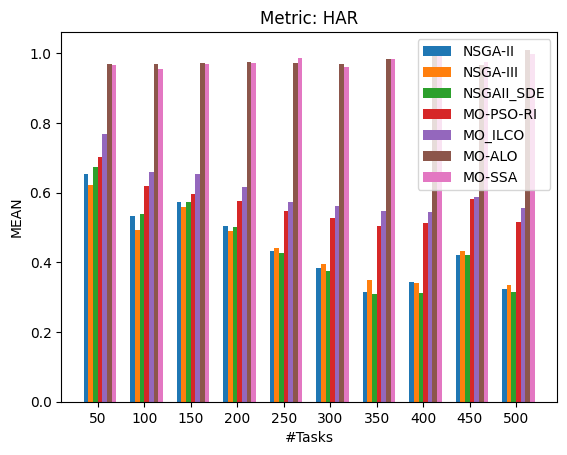 Metric: HAR
NSGA-II
NSGA-III
NSGAII_SDE
MO-PSO-RI
MO_ILCO
MO-ALO
MO-SSA
MEAN
1.0
0.8
0.6
0.4
0.2
0.0
50 100 150 200 250 300 350 400 450 500
#Tasks